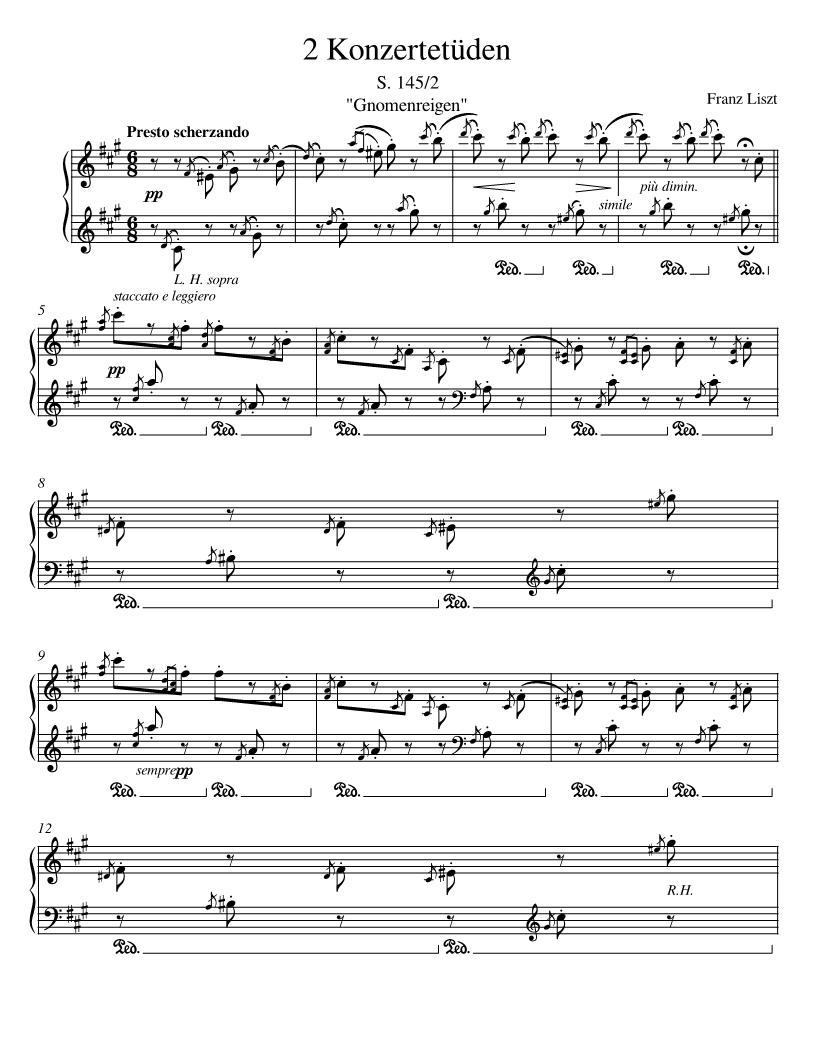 2 Konzertetüden
S. 145/2
"Gnomenreigen"
Franz Liszt
Presto scherzando
6 8
pp
6 8
più dimin.
simile
L. H. sopra
Ped. Ped. Ped. Ped.
staccato e leggiero
5
pp
Ped. Ped. Ped. Ped. Ped.
8
Ped. Ped.
9
sempre pp
Ped. Ped. Ped. Ped. Ped.
12
R.H.
Ped. Ped.